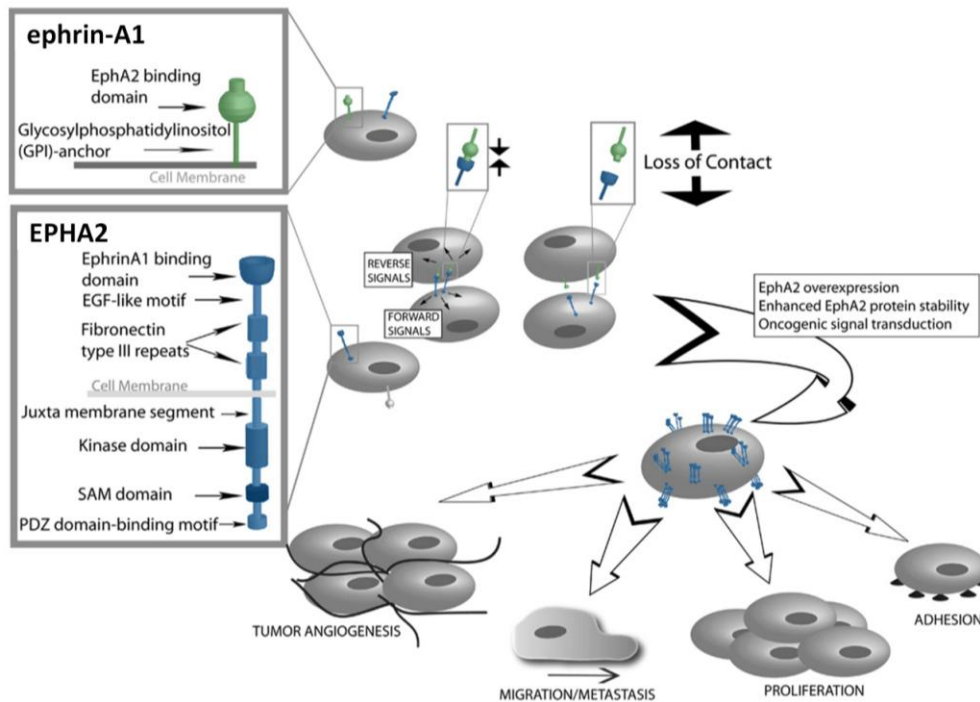 ephrin-A1
EphA2 binding
domain
Glycosylphosphatidylinositol
(GPI)-anchor
Cell Membrane
EPHA2
EphrinA1 binding
domain
EGF-like motif
Fibronectin
type III repeats
Cell Membrane
Juxta membrane segment
Kinase domain
SAM domain
PDZ domain-binding motif
Loss of Contact
REVERSE
SIGNALS
FORWARD
SIGNALS
EphA2 overexpression
Enhanced EphA2 protein stability
Oncogenic signal transduction
TUMOR ANGIOGENESIS
MIGRATION/METASTASIS
PROLIFERATION
ADHESION